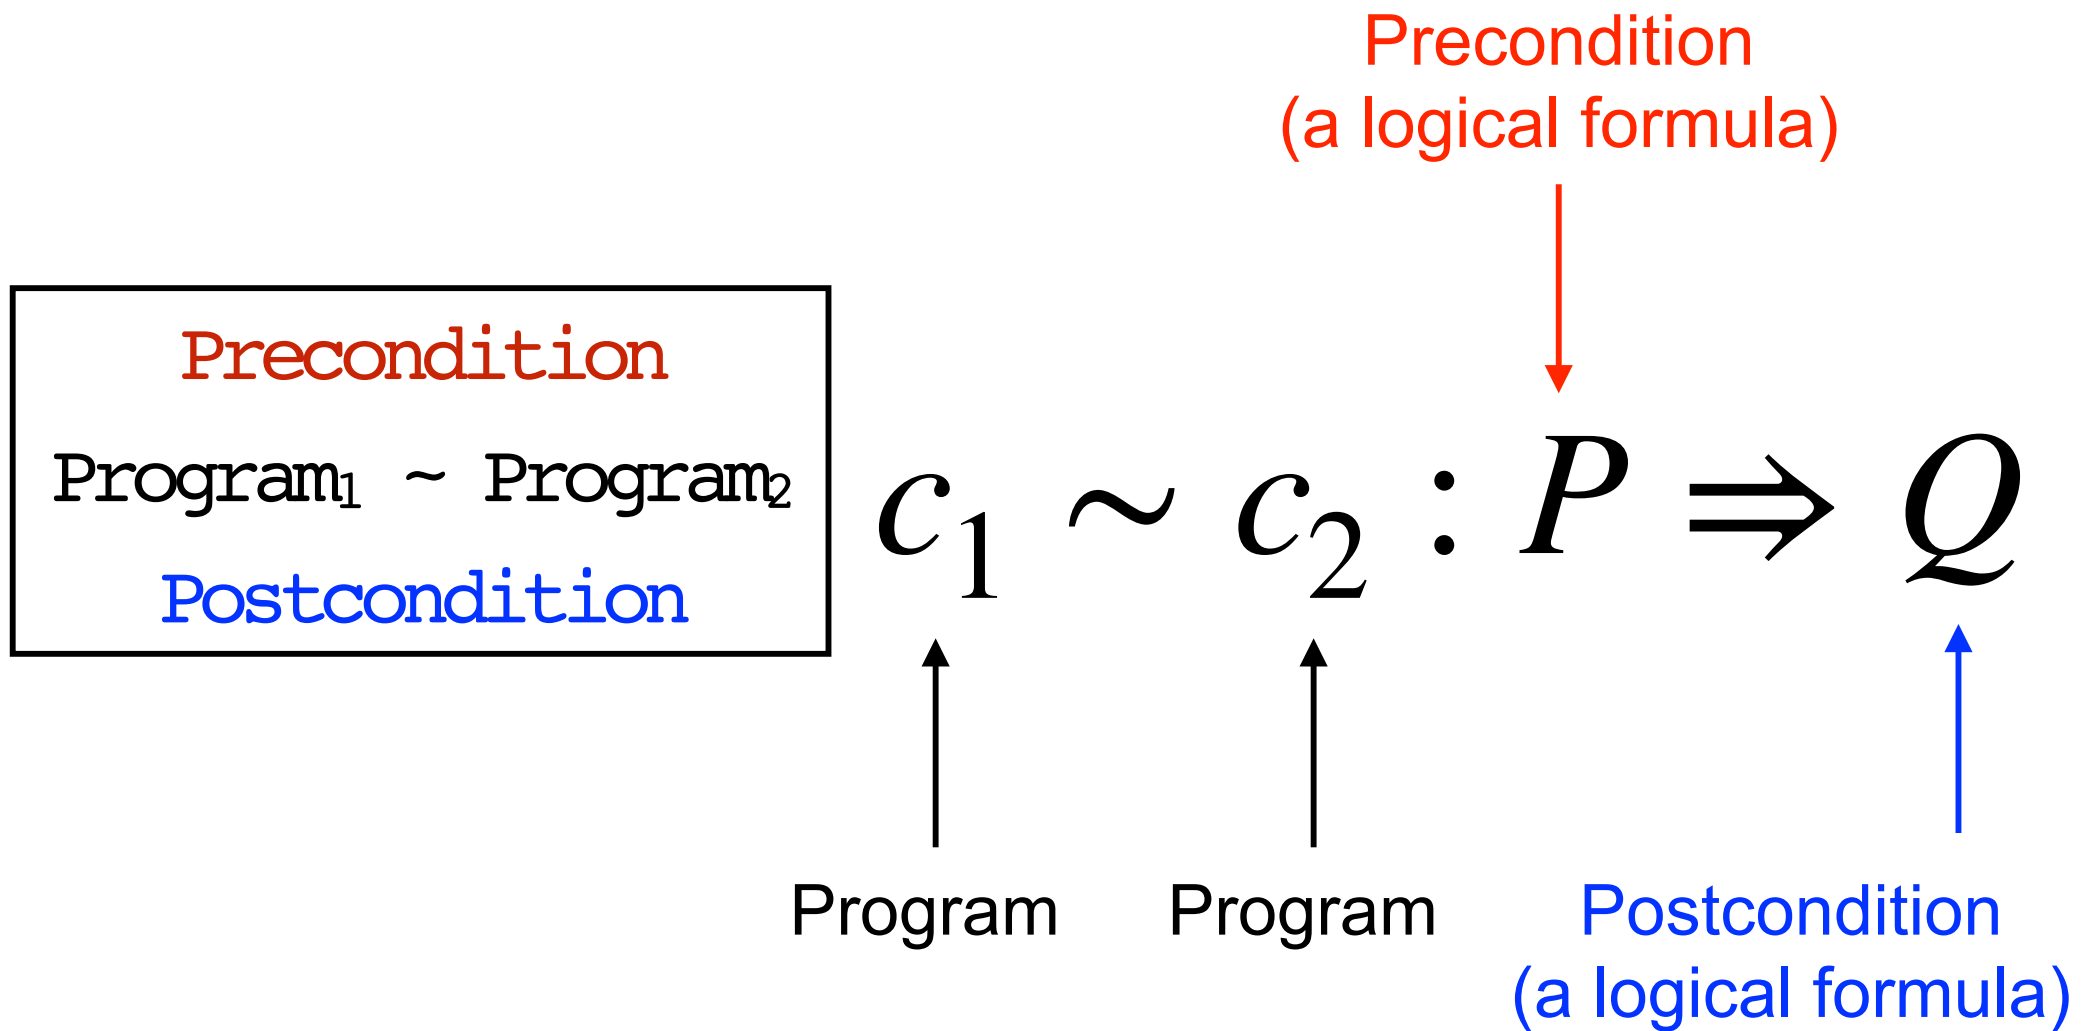 Precondition
(a logical formula)
Precondition
Program₁ ~ Program₂
Postcondition
c₁ ∼ c₂ : P ⇒ Q
Program
Program
Postcondition
(a logical formula)